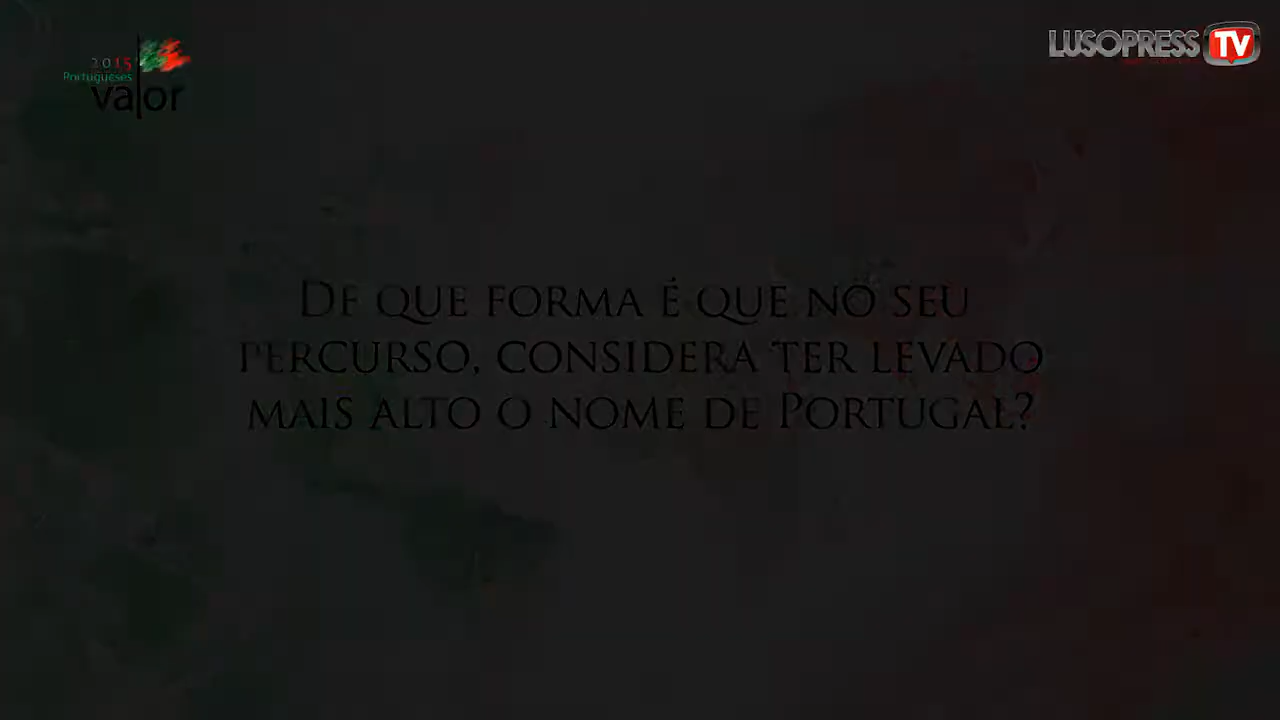 2015
Portugueses
valor
LUSOPRESS TV
DE QUE FORMA É QUE NO SEU
PERCURSO, CONSIDERA TER LEVADO
MAIS ALTO O NOME DE PORTUGAL?